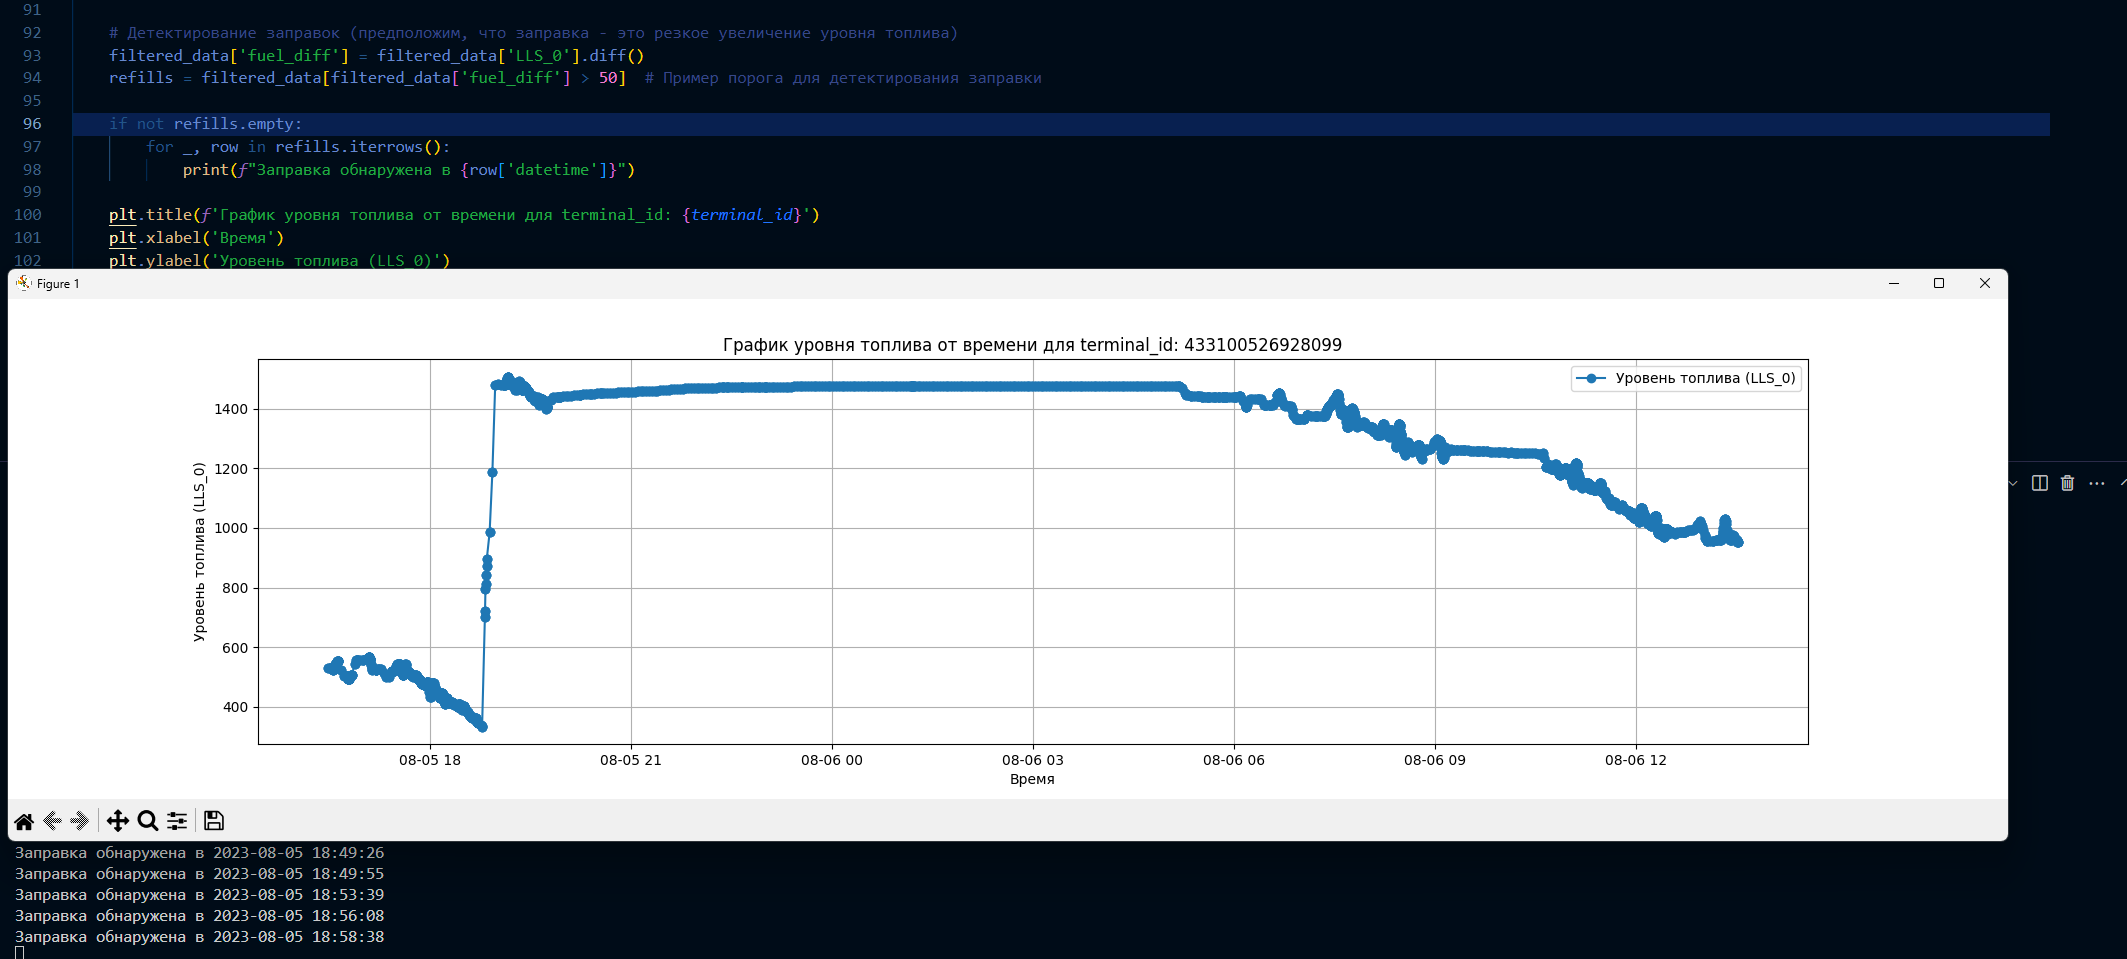 91
92 # Детектирование заправок (предположим, что заправка - это резкое увеличение уровня топлива)
93 filtered_data['fuel_diff'] = filtered_data['LLS_0'].diff()
94 refills = filtered_data[filtered_data['fuel_diff'] > 50]  # Пример порога для детектирования заправки
95
96 if not refills.empty:
97     for _, row in refills.iterrows():
98         print(f"Заправка обнаружена в {row['datetime']}")
99
100 plt.title(f'График уровня топлива от времени для terminal_id: {terminal_id}')
101 plt.xlabel('Время')
102 plt.ylabel('Уровень топлива (LLS_0)')
Figure 1
График уровня топлива от времени для terminal_id: 433100526928099
Уровень топлива (LLS_0)
1400
1200
1000
800
600
400
Уровень топлива (LLS_0)
08-05 18 08-05 21 08-06 00 08-06 03 08-06 06 08-06 09 08-06 12
Время
Заправка обнаружена в 2023-08-05 18:49:26
Заправка обнаружена в 2023-08-05 18:49:55
Заправка обнаружена в 2023-08-05 18:53:39
Заправка обнаружена в 2023-08-05 18:56:08
Заправка обнаружена в 2023-08-05 18:58:38